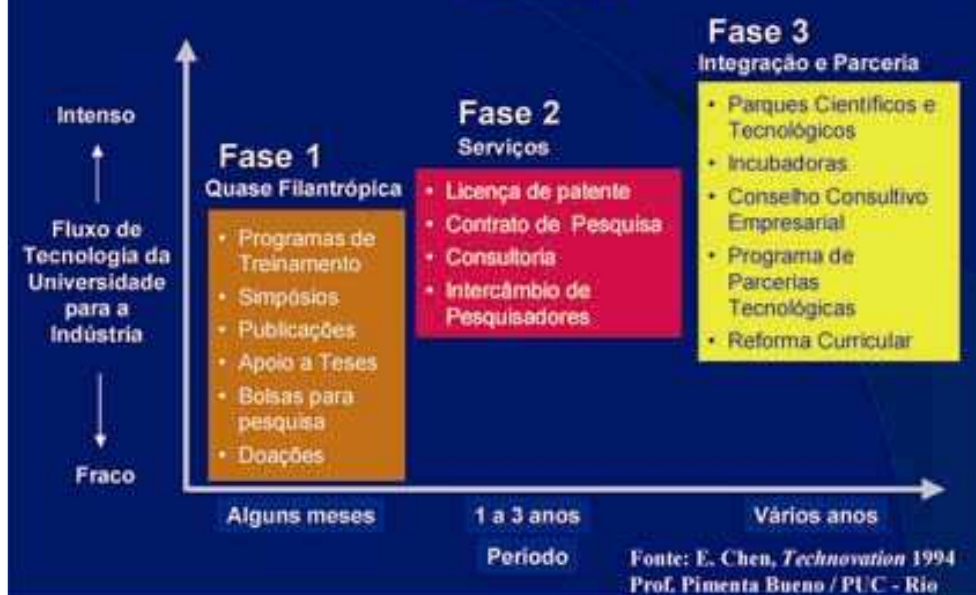 Fase 3
Integração e Parceria
• Parques Científicos e
Tecnológicos
• Incubadoras
• Conselho Consultivo
Empresarial
• Programa de
Parcerias
Tecnológicas
• Reforma Curricular
Fase 2
Serviços
• Licença de patente
• Contrato de Pesquisa
• Consultoria
• Intercâmbio de
Pesquisadores
Fase 1
Quase Filantrópica
• Programas de
Treinamento
• Simpósios
• Publicações
• Apoio a Teses
• Bolsas para
pesquisa
• Doações
Intenso
Fluxo de
Tecnologia da
Universidade
para a
Indústria
Fraco
Alguns meses
1 a 3 anos
Vários anos
Período
Fonte: E. Chen, Technovation 1994
Prof. Pimenta Bueno / PUC - Rio